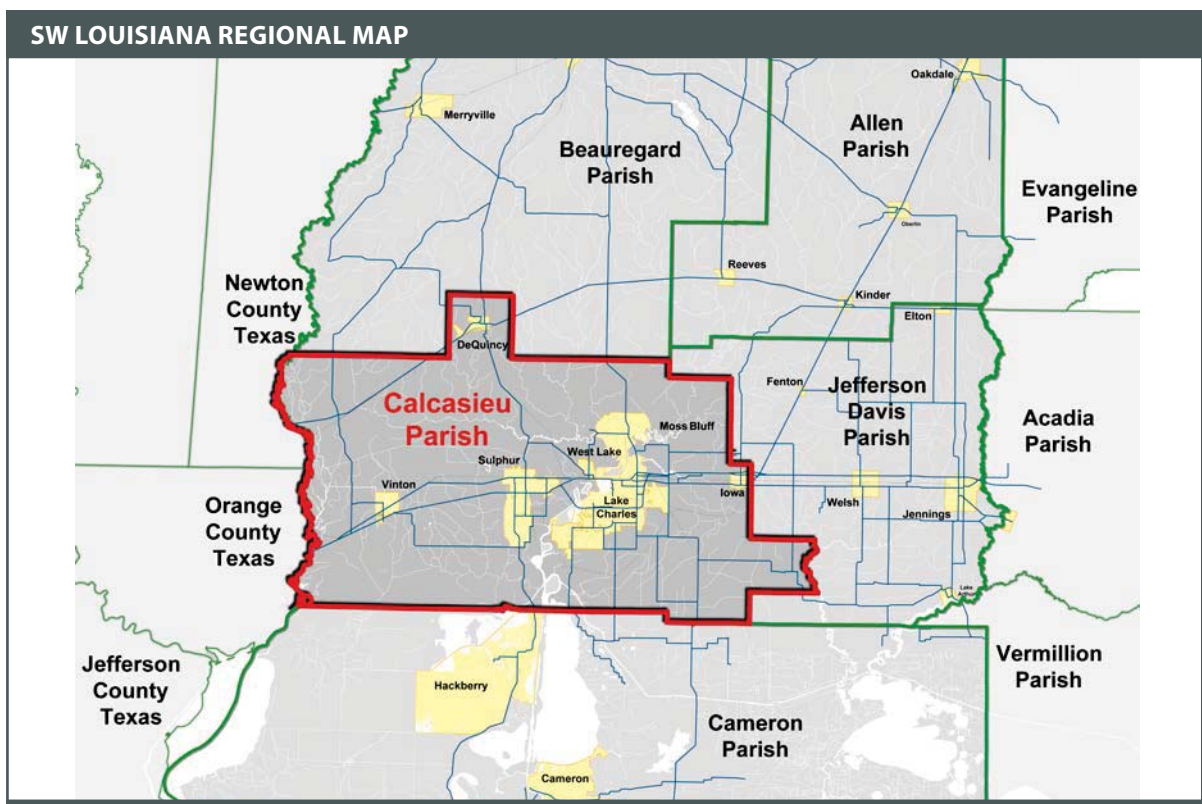 SW LOUISIANA REGIONAL MAP
Oakdale
Merryville
Allen
Parish
Beauregard
Parish
Evangeline
Parish
Oberlin
Reeves
Newton
County
Texas
Kinder
Elton
DeQuincy
Fenton
Jefferson
Davis
Parish
Calcasieu
Parish
Acadia
Parish
Moss Bluff
West Lake
Sulphur
Vinton
Iowa
Welsh
Lake
Charles
Jennings
Orange
County
Texas
Lake
Arthur
Jefferson
County
Texas
Vermillion
Parish
Hackberry
Cameron
Parish
Cameron